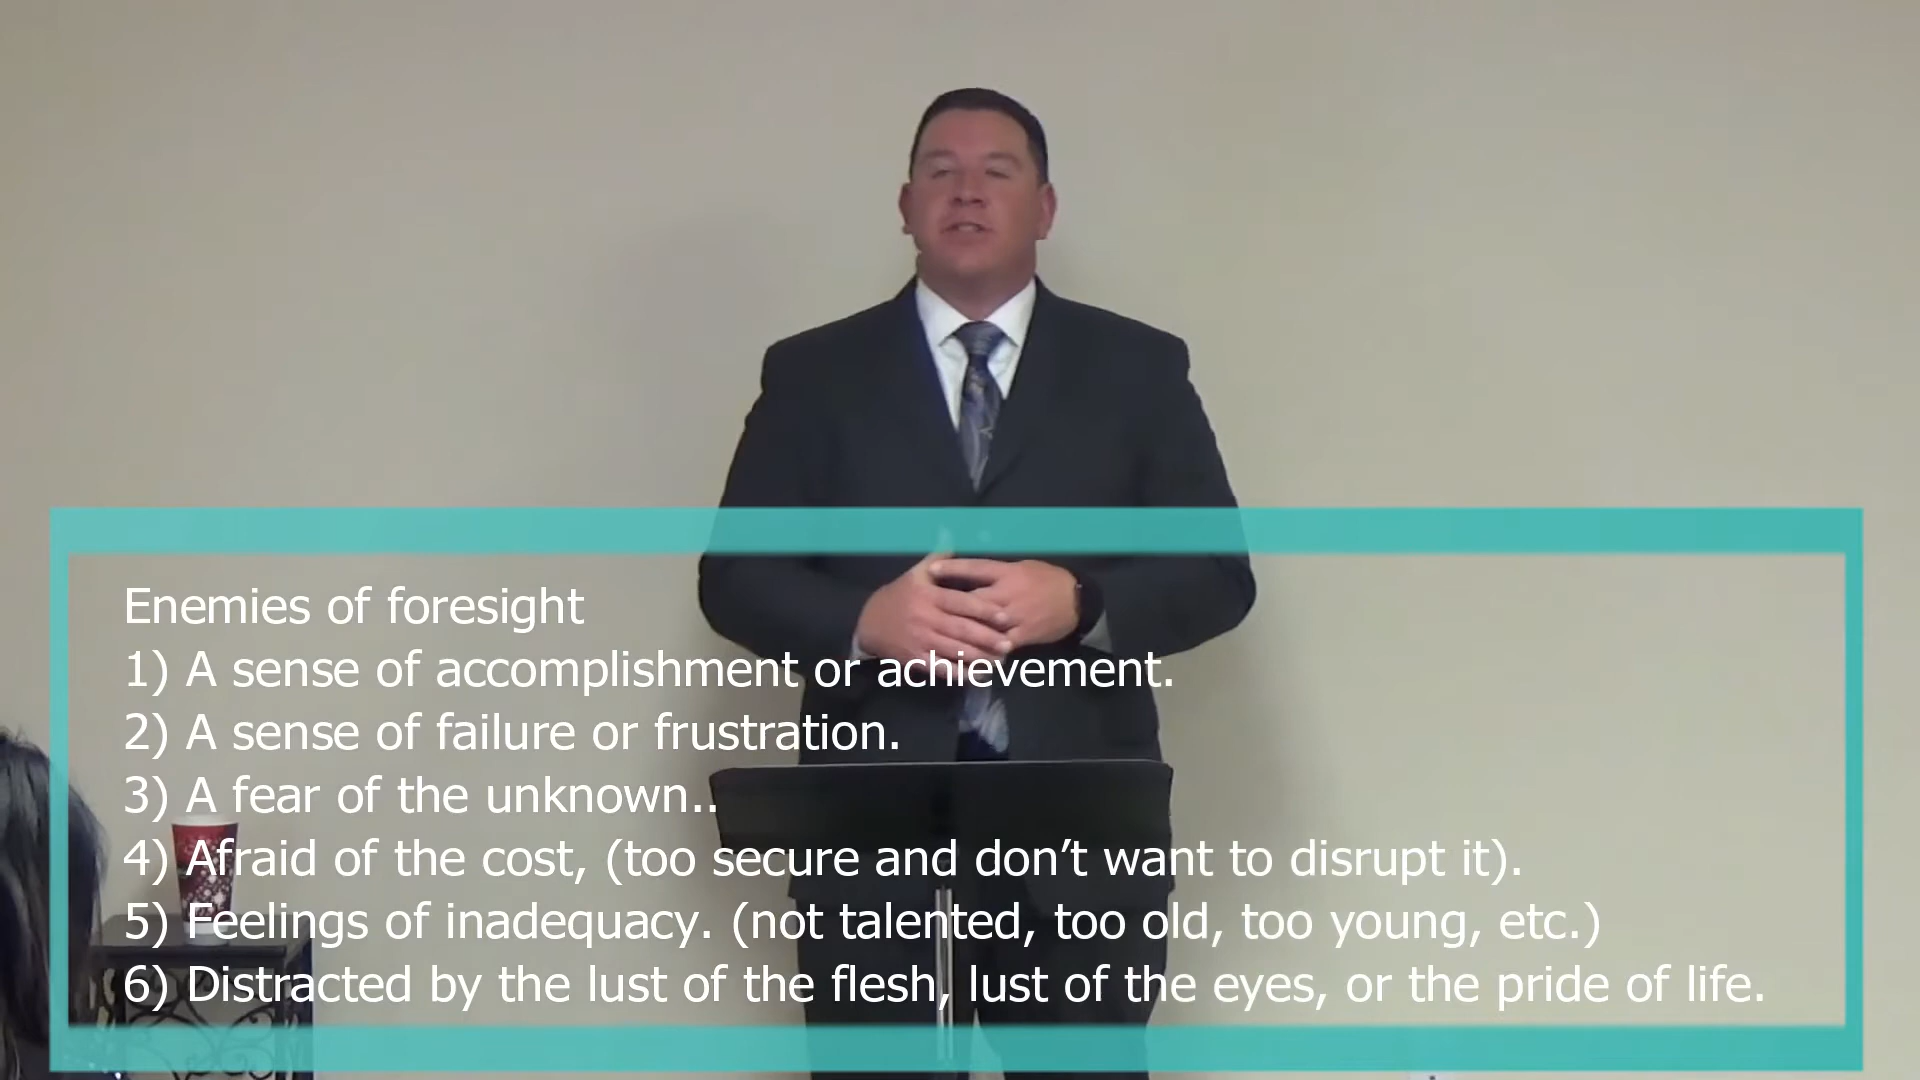 Enemies of foresight
1) A sense of accomplishment or achievement.
2) A sense of failure or frustration.
3) A fear of the unknown..
4) Afraid of the cost, (too secure and don’t want to disrupt it).
5) Feelings of inadequacy. (not talented, too old, too young, etc.)
6) Distracted by the lust of the flesh, lust of the eyes, or the pride of life.